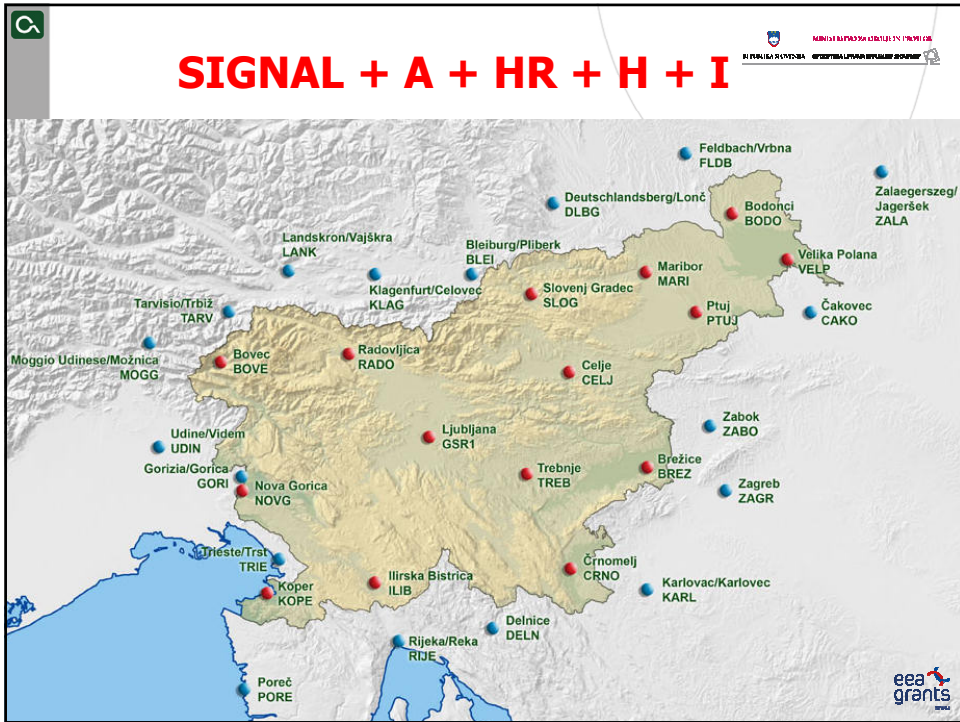 SIGNAL + A + HR + H + I
REPUBLIKA SLOVENIJA
Feldbach/Vrbna
FLDB
Deutschlandsberg/Lonč
DLBG
Zalaegerszeg/
Jageršek
ZALA
Bodonci
BODO
Landskron/Vajškra
LANK
Bleiburg/Pliberk
BLEI
Klagenfurt/Celovec
KLAG
Maribor
MARI
Velika Polana
VELP
Slovenj Gradec
SLOG
Tarvisio/Trbiž
TARV
Ptuj
PTUJ
Čakovec
CAKO
Moggio Udinese/Možnica
MOGG
Bovec
BOVE
Radovljica
RADO
Celje
CELJ
Zabok
ZABO
Ljubljana
GSR1
Udine/Videm
UDIN
Gorizia/Gorica
GORI
Nova Gorica
NOVG
Trebnje
TREB
Brežice
BREZ
Zagreb
ZAGR
Trieste/Trst
TRIE
Koper
KOPE
Ilirska Bistrica
ILIB
Črnomelj
CRNO
Karlovac/Karlovec
KARL
Delnice
DELN
Rijeka/Reka
RIJE
Poreč
PORE
eea
grants